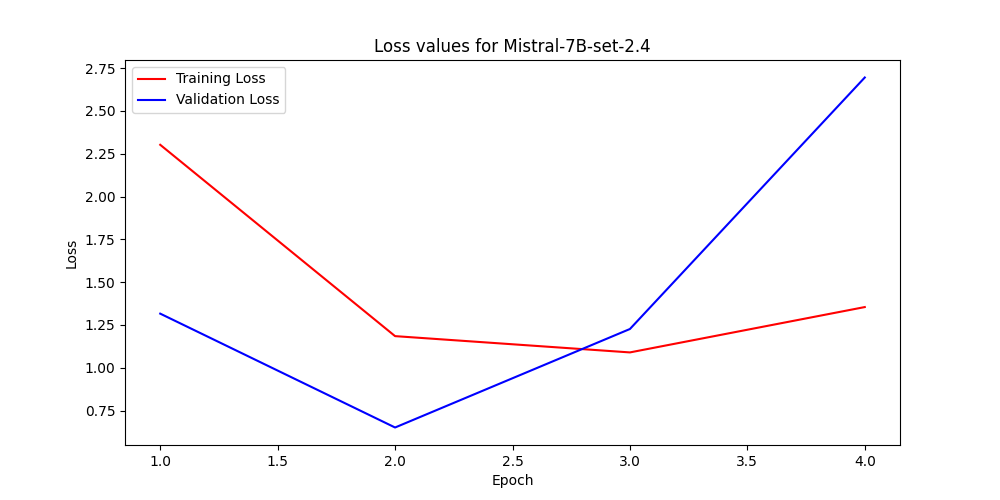 Loss values for Mistral-7B-set-2.4
Training Loss
Validation Loss
2.75
2.50
2.25
2.00
1.75
1.50
1.25
1.00
0.75
Loss
1.0 1.5 2.0 2.5 3.0 3.5 4.0
Epoch